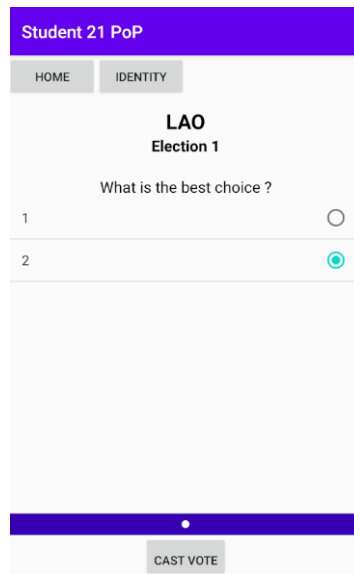 Student 21 PoP
HOME IDENTITY
LAO
Election 1
What is the best choice ?
1
2
CAST VOTE